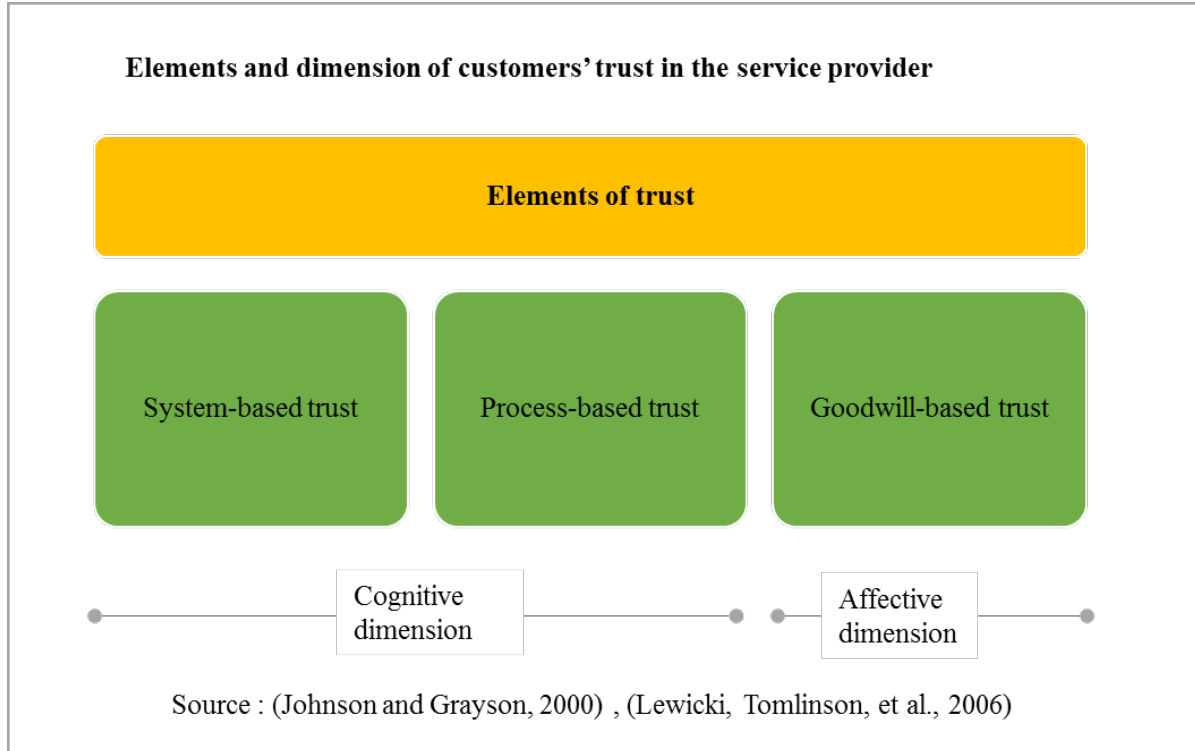 Elements and dimension of customers’ trust in the service provider
Elements of trust
System-based trust
Process-based trust
Goodwill-based trust
Cognitive
dimension
Affective
dimension
Source : (Johnson and Grayson, 2000) , (Lewicki, Tomlinson, et al., 2006)